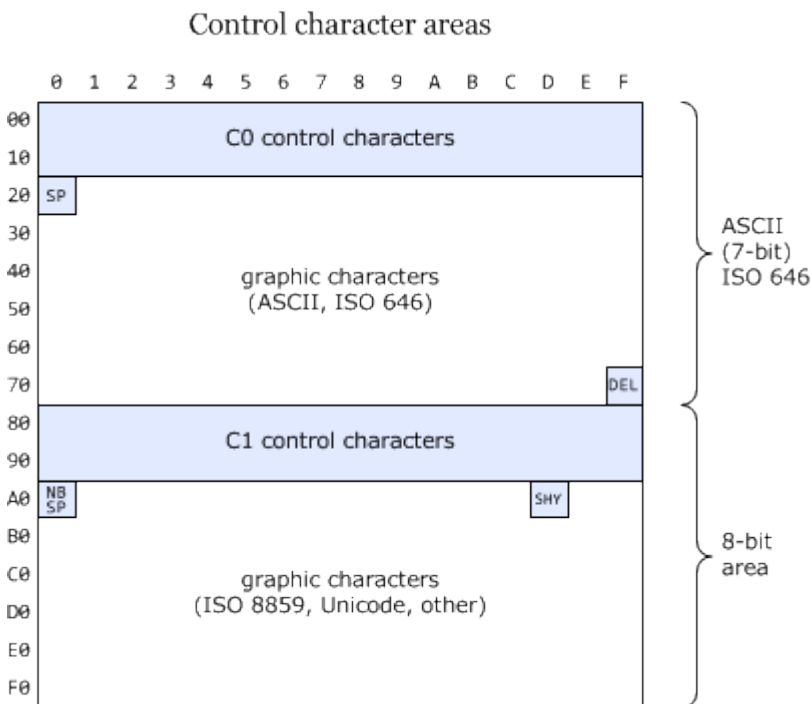 Control character areas
0 1 2 3 4 5 6 7 8 9 A B C D E F
00
C0 control characters
10
20 SP
30
40
graphic characters
(ASCII, ISO 646)
50
60
70 DEL
ASCII
(7-bit)
ISO 646
80
C1 control characters
90
A0 NB
SP
SHY
B0
C0
graphic characters
(ISO 8859, Unicode, other)
D0
E0
F0
8-bit
area